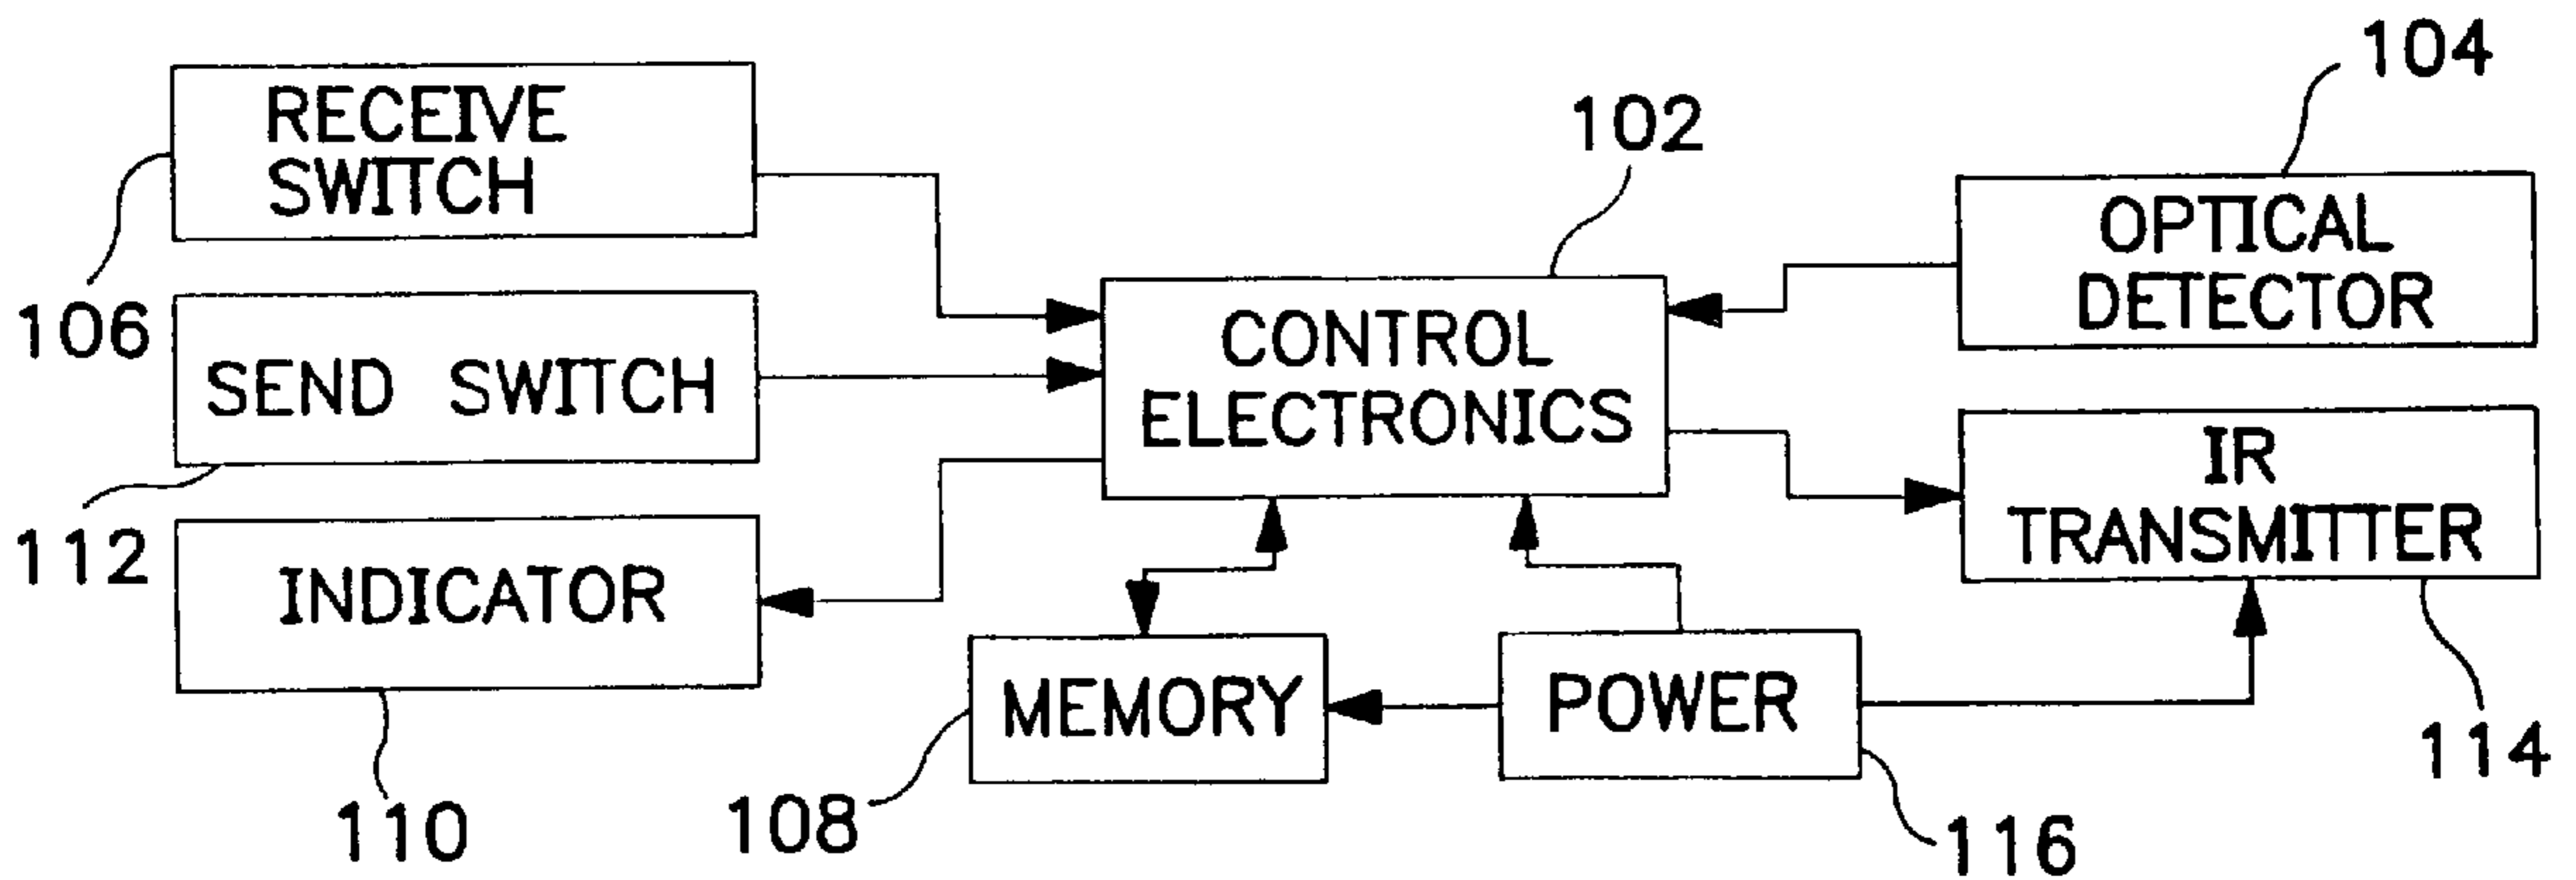 104
RECEIVE
SWITCH
102
OPTICAL
DETECTOR
106
CONTROL
ELECTRONICS
SEND SWITCH
IR
TRANSMITTER
112
INDICATOR
MEMORY
POWER
114
110
108
116